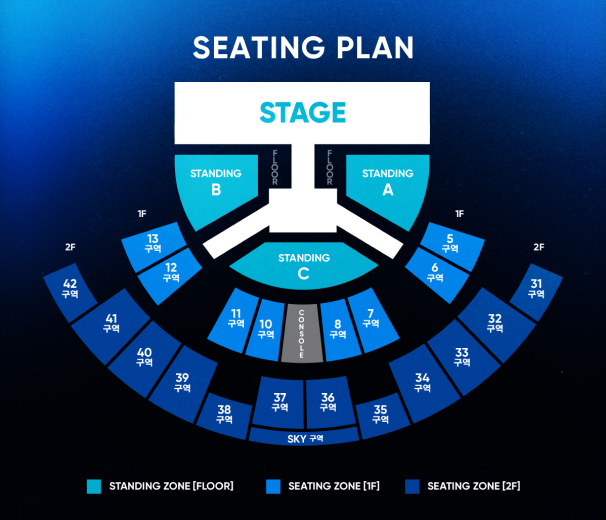 SEATING PLAN
STAGE
FLOOR
FLOOR
STANDING
B
STANDING
A
1F
1F
13
구역
5
구역
2F
2F
STANDING
C
12
구역
6
구역
42
구역
31
구역
11
구역
10
구역
CONSOLE
8
구역
7
구역
41
구역
32
구역
40
구역
33
구역
39
구역
34
구역
38
구역
37
구역
36
구역
35
구역
SKY 구역
STANDING ZONE [FLOOR]
SEATING ZONE [1F]
SEATING ZONE [2F]